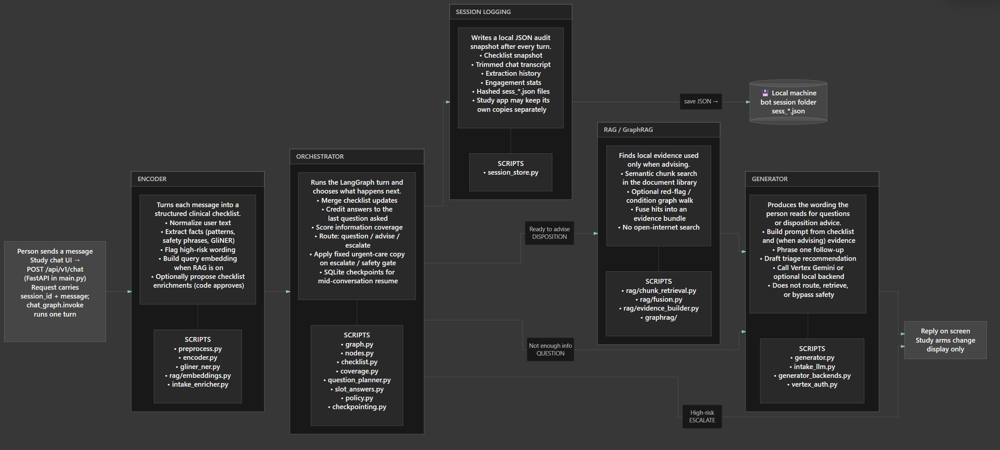 Person sends a message
Study chat UI →
POST /api/v1/chat
(FastAPI in main.py)
Request carries
session_id + message;
chat_graph.invoke
runs one turn
ENCODER
Turns each message into a
structured clinical checklist.
• Normalize user text
• Extract facts (patterns,
safety phrases, GliNER)
• Flag high-risk wording
• Build query embedding
when RAG is on
• Optionally propose checklist
enrichments (code approves)
SCRIPTS
• preprocess.py
• encoder.py
• gliner_ner.py
• rag/embeddings.py
• intake_enricher.py
ORCHESTRATOR
Runs the LangGraph turn and
chooses what happens next.
• Merge checklist updates
• Credit answers to the
last question asked
• Score information coverage
• Route: question / advise /
escalate
• Apply fixed urgent-care copy
on escalate / safety gate
• SQLite checkpoints for
mid-conversation resume
SCRIPTS
• graph.py
• nodes.py
• checklist.py
• coverage.py
• question_planner.py
• slot_answers.py
• policy.py
• checkpointing.py
SESSION LOGGING
Writes a local JSON audit
snapshot after every turn.
• Checklist snapshot
• Trimmed chat transcript
• Extraction history
• Engagement stats
• Hashed sess_*.json files
• Study app may keep its
own copies separately
SCRIPTS
• session_store.py
save JSON →
💾 Local machine
bot session folder
sess_*.json
Ready to advise
DISPOSITION
Not enough info
QUESTION
High-risk
ESCALATE
RAG / GraphRAG
Finds local evidence used
only when advising.
• Semantic chunk search
in the document library
• Optional red-flag /
condition graph walk
• Fuse hits into an
evidence bundle
• No open-internet search
SCRIPTS
• rag/chunk_retrieval.py
• rag/fusion.py
• rag/evidence_builder.py
• graphrag/
GENERATOR
Produces the wording the
person reads for questions
or disposition advice.
• Build prompt from checklist
and (when advising) evidence
• Phrase one follow-up
• Draft triage recommendation
• Call Vertex Gemini or
optional local backend
• Does not route, retrieve,
or bypass safety
SCRIPTS
• generator.py
• intake_llm.py
• generator_backends.py
• vertex_auth.py
Reply on screen
Study arms change
display only